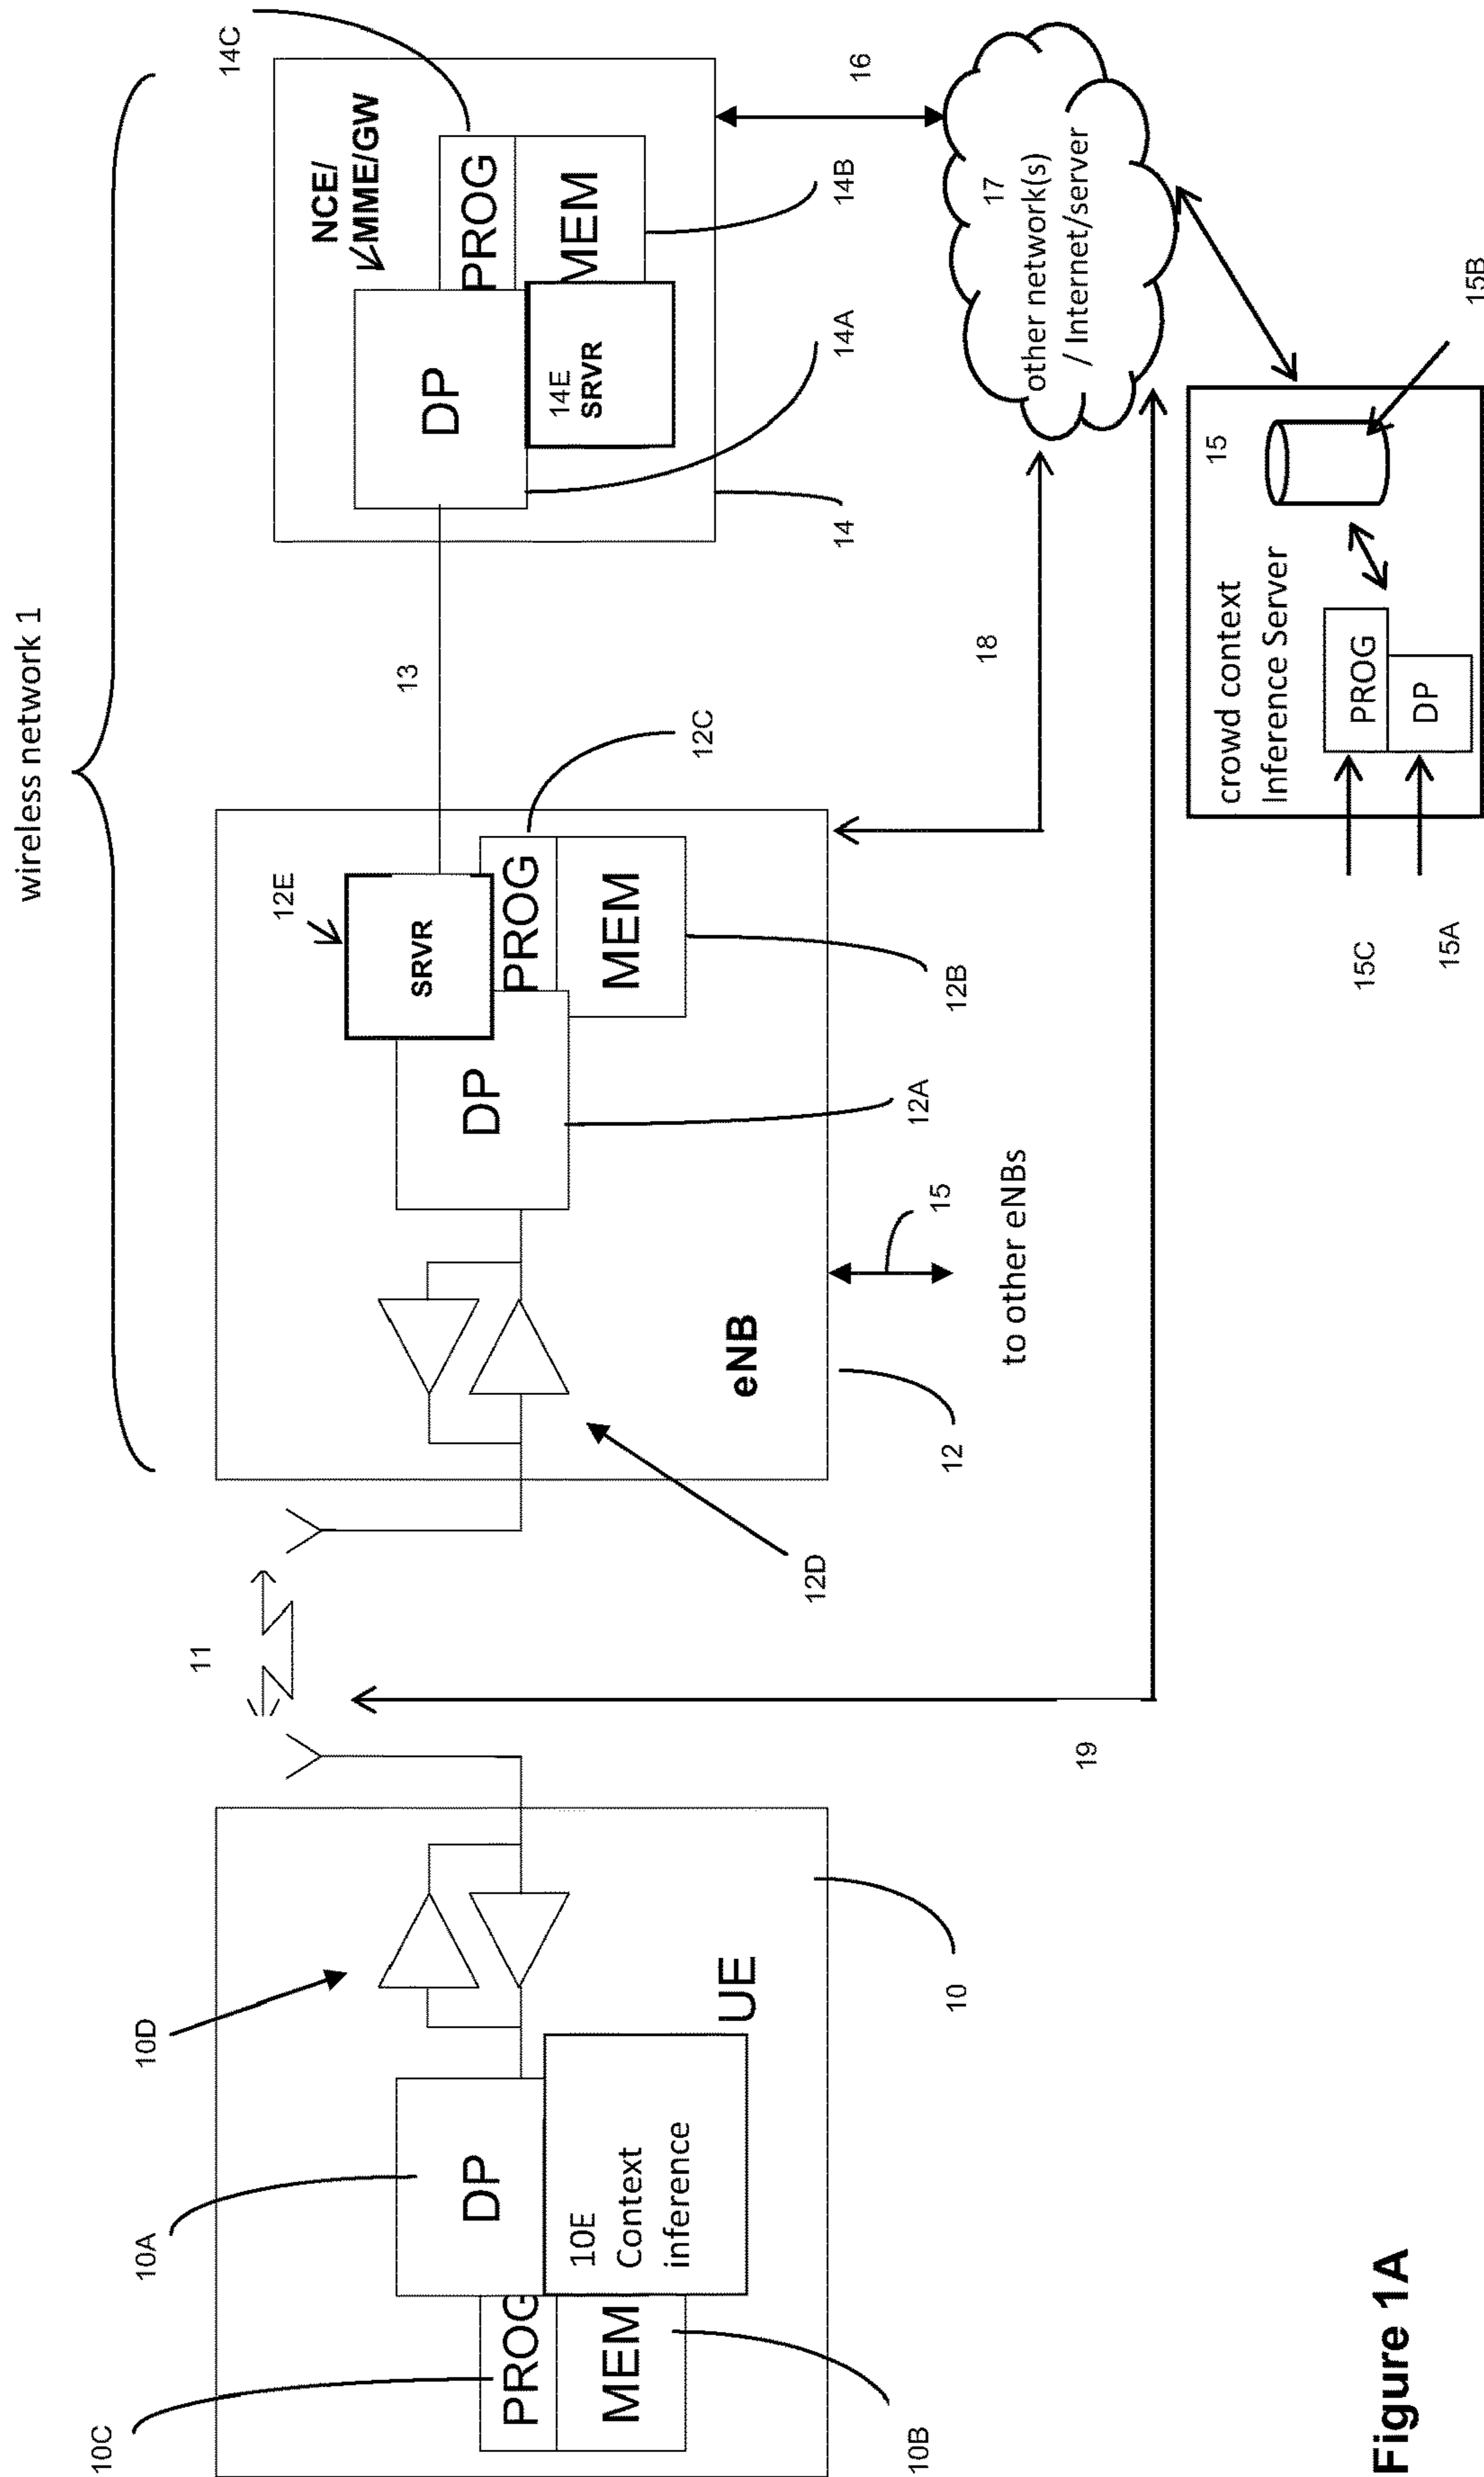 wireless network 1
14C
NCE/
MME/GW
PROG
MEM
DP
14E
SRVR
14B
14A
14
16
17
other network(s)
/ Internet/server
13
12E
SRVR
PROG
MEM
DP
12C
12B
12A
18
15
to other eNBs
eNB
12
12D
11
19
15
crowd context
Inference Server
PROG
DP
15B
15C
15A
10D
10A
10C
DP
PROG
MEM
10E
Context
inference
UE
10
10B
Figure 1A